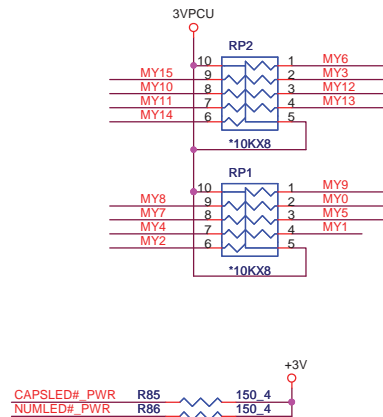 3VPCU
RP2
10 1 MY6
MY15 9 2 MY3
MY10 8 3 MY12
MY11 7 4 MY13
MY14 6 5
*10KX8
RP1
10 1 MY9
MY8 9 2 MY0
MY7 8 3 MY5
MY4 7 4 MY1
MY2 6 5
*10KX8
+3V
CAPSLED#_PWR R85 150_4
NUMLED#_PWR R86 150_4